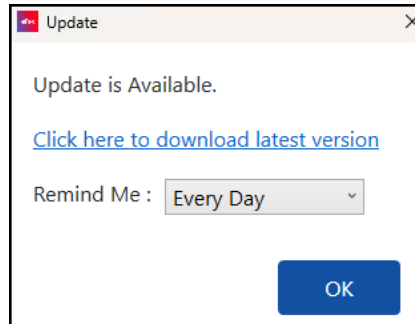 Update
Update is Available.
Click here to download latest version
Remind Me : Every Day
OK